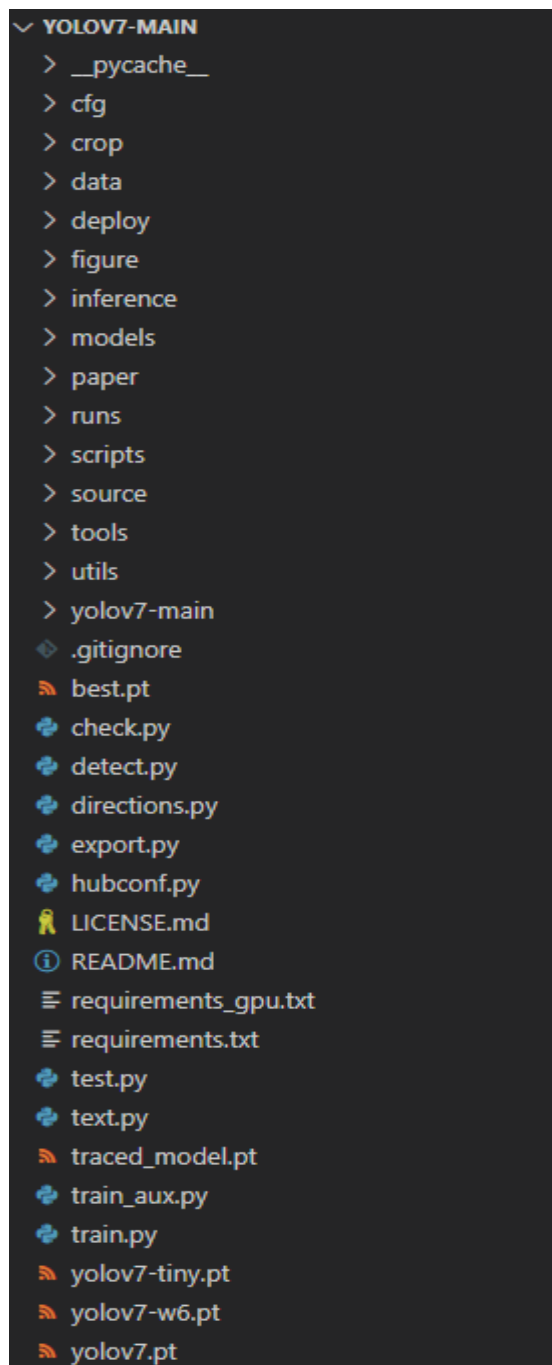 YOLOV7-MAIN
__pycache__
cfg
crop
data
deploy
figure
inference
models
paper
runs
scripts
source
tools
utils
yolov7-main
.gitignore
best.pt
check.py
detect.py
directions.py
export.py
hubconf.py
LICENSE.md
README.md
requirements_gpu.txt
requirements.txt
test.py
text.py
traced_model.pt
train_aux.py
train.py
yolov7-tiny.pt
yolov7-w6.pt
yolov7.pt